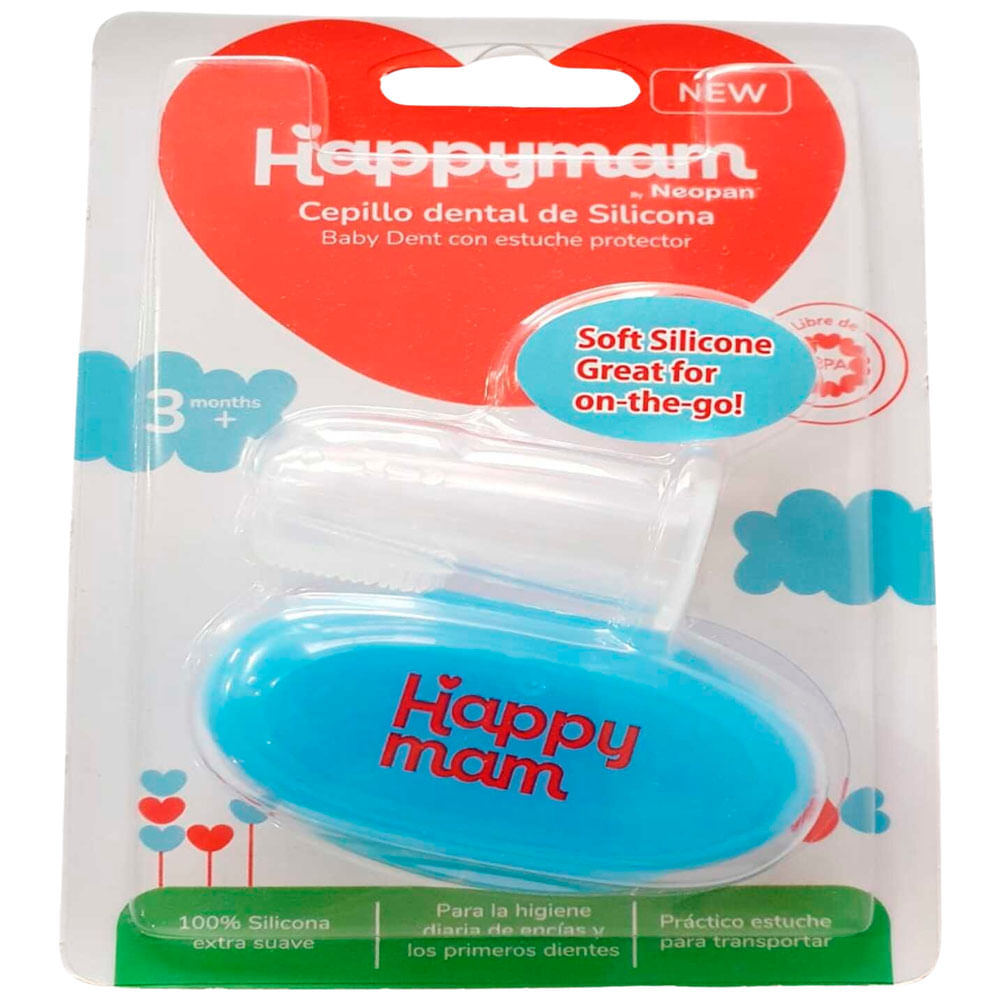 NEW
Happymam
By Neopan
Cepillo dental de Silicona
Baby Dent con estuche protector
Soft Silicone
Great for
on-the-go!
Libre de
BPA
3 months
+
Happy
mam
100% Silicona
extra suave
Para la higiene
diaria de encías y
los primeros dientes
Práctico estuche
para transportar